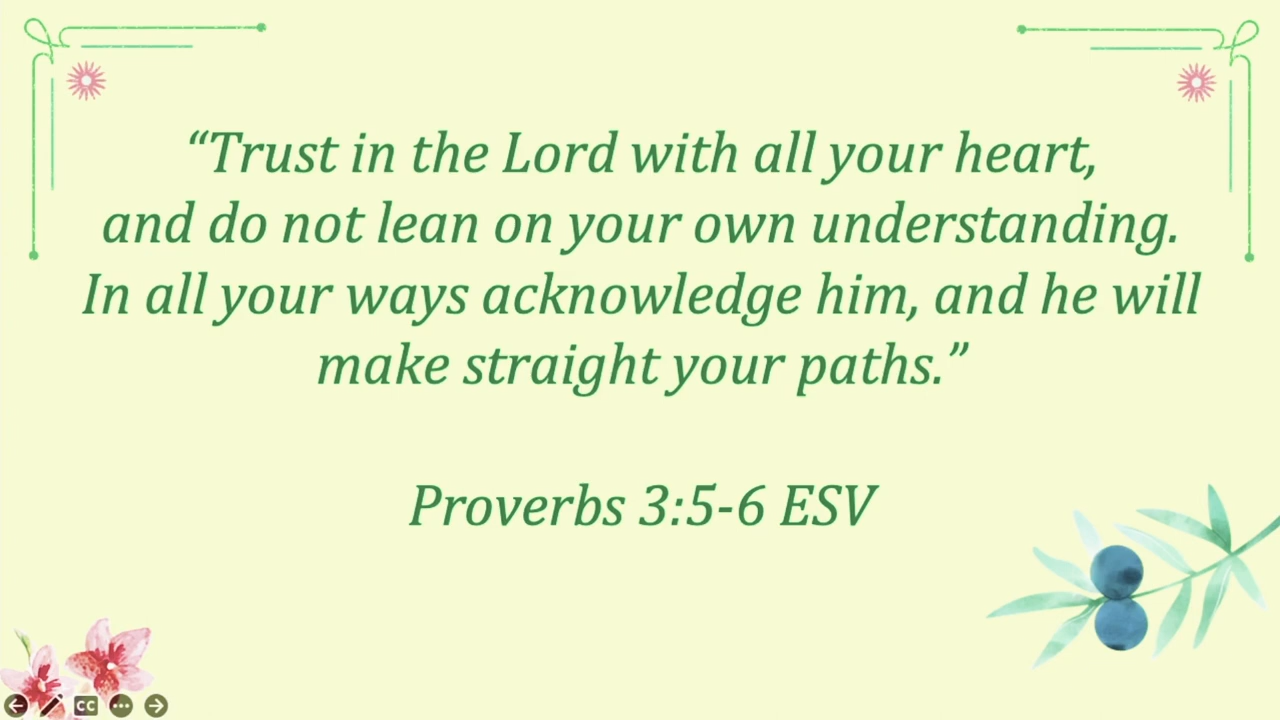 “Trust in the Lord with all your heart,
and do not lean on your own understanding.
In all your ways acknowledge him, and he will
make straight your paths.”
Proverbs 3:5-6 ESV
CC